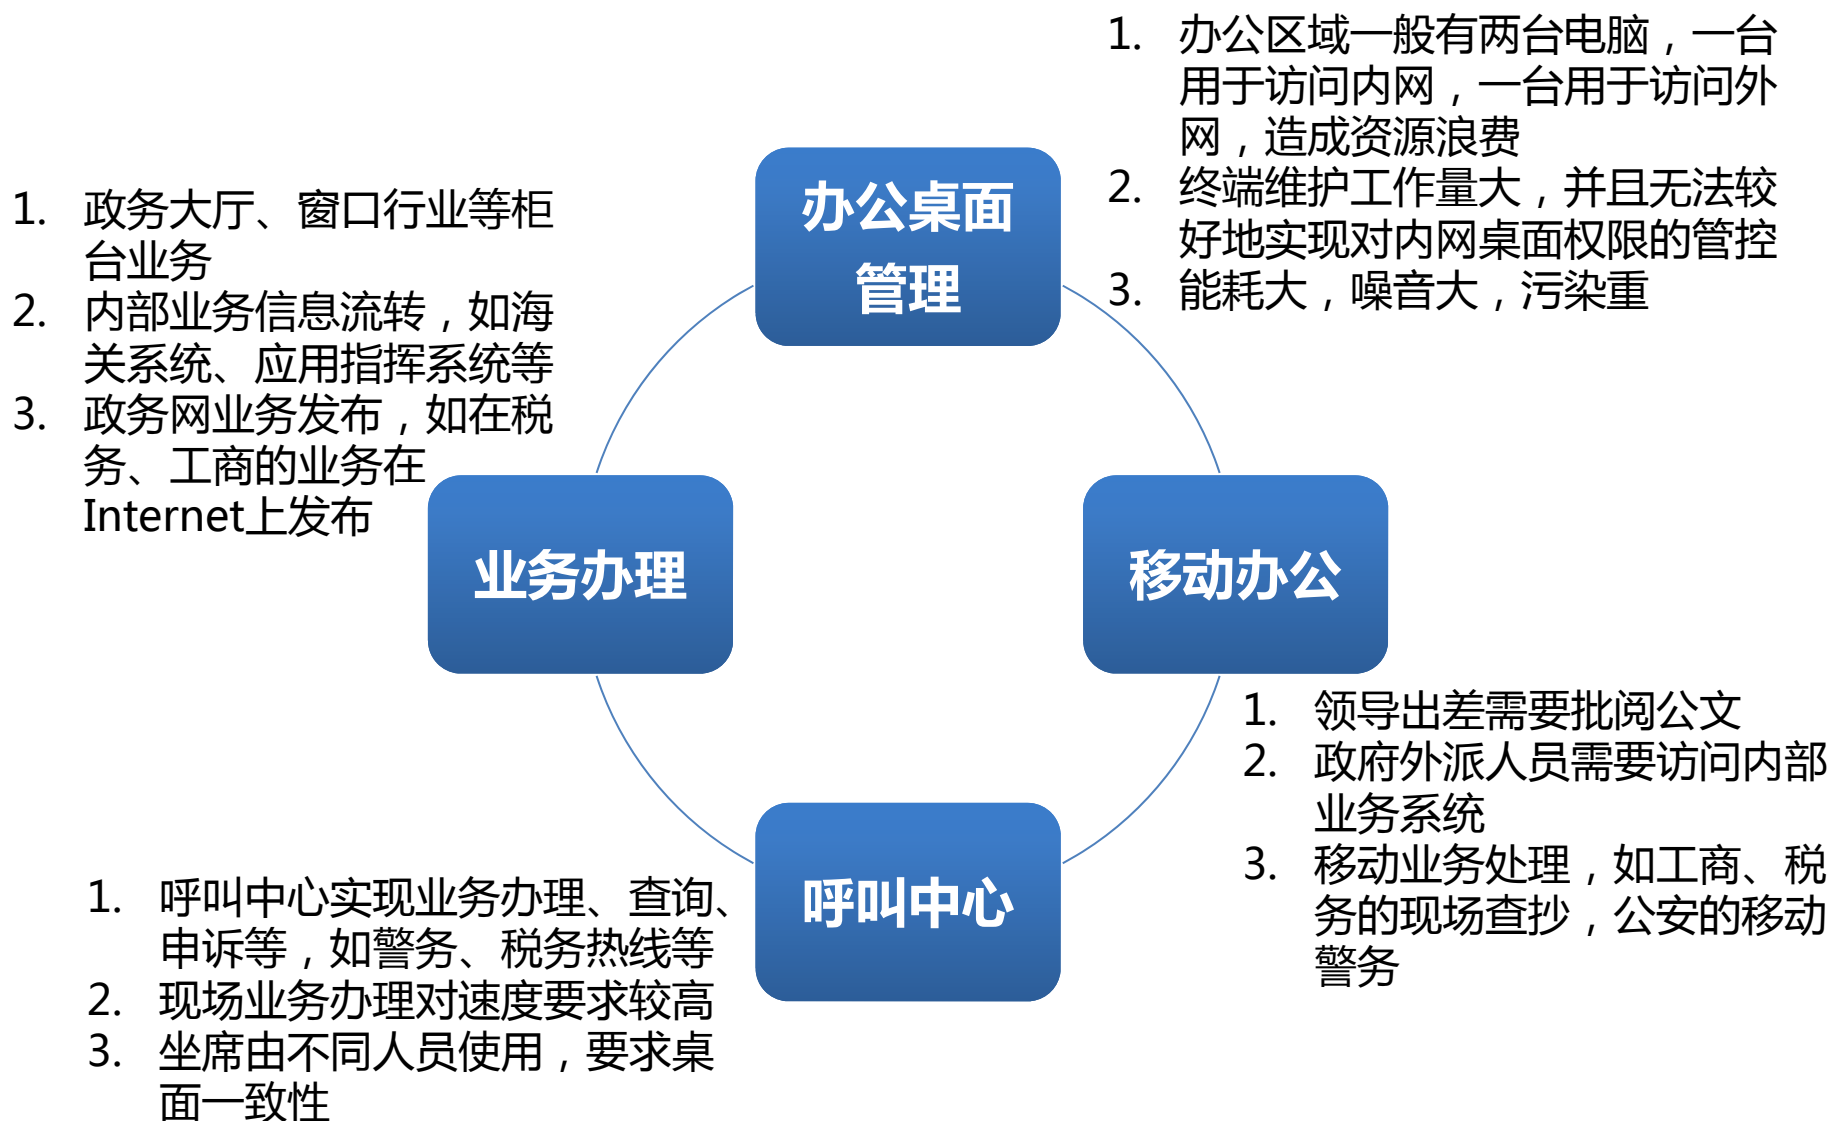 1. 办公区域一般有两台电脑，一台
用于访问内网，一台用于访问外
网，造成资源浪费
2. 终端维护工作量大，并且无法较
好地实现对内网桌面权限的管控
3. 能耗大，噪音大，污染重
办公桌面
管理
1. 政务大厅、窗口行业等柜
台业务
2. 内部业务信息流转，如海
关系统、应用指挥系统等
3. 政务网业务发布，如在税
务、工商的业务在
Internet上发布
业务办理
移动办公
1. 领导出差需要批阅公文
2. 政府外派人员需要访问内部
业务系统
3. 移动业务处理，如工商、税
务的现场查抄，公安的移动
警务
呼叫中心
1. 呼叫中心实现业务办理、查询、
申诉等，如警务、税务热线等
2. 现场业务办理对速度要求较高
3. 坐席由不同人员使用，要求桌
面一致性